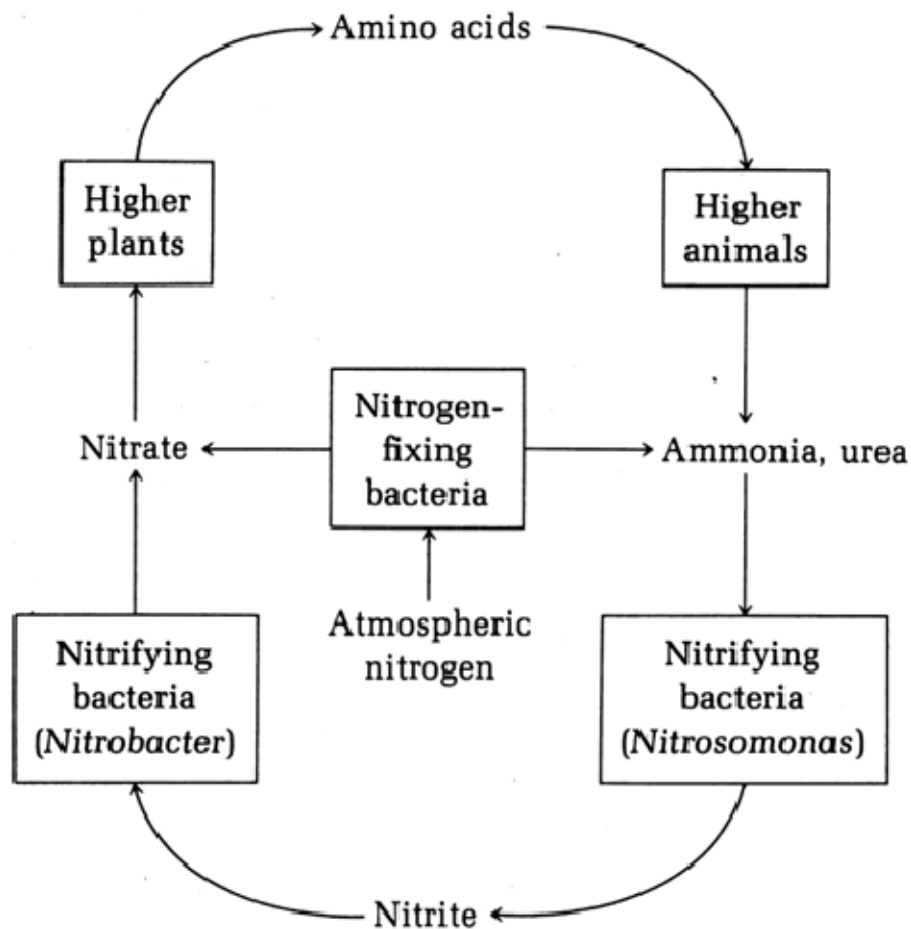 Amino acids
Higher
plants
Higher
animals
Nitrogen-
fixing
bacteria
Nitrate
Ammonia, urea
Atmospheric
nitrogen
Nitrifying
bacteria
(Nitrobacter)
Nitrifying
bacteria
(Nitrosomonas)
Nitrite